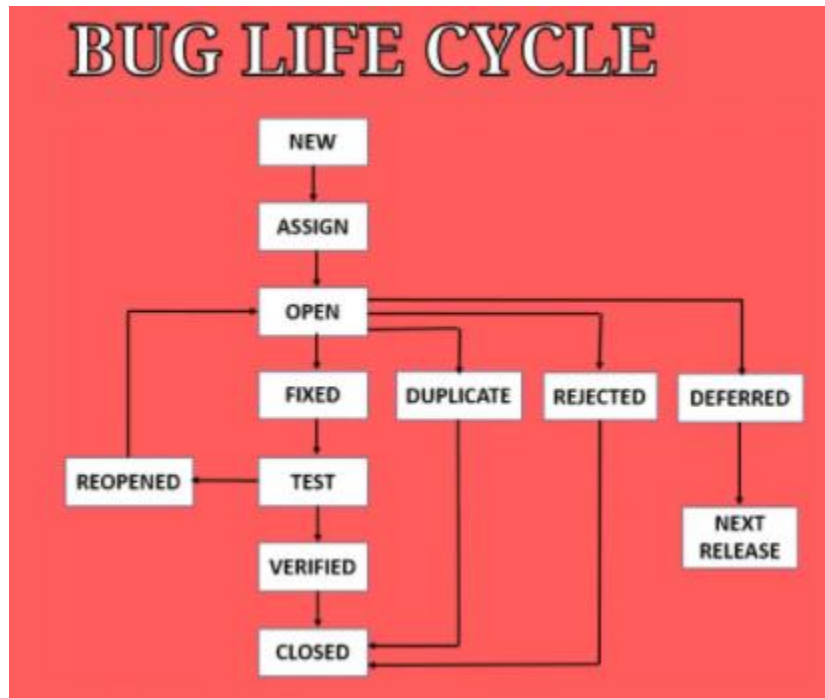 BUG LIFE CYCLE
NEW
ASSIGN
OPEN
FIXED
DUPLICATE
REJECTED
DEFERRED
REOPENED
TEST
NEXT
RELEASE
VERIFIED
CLOSED